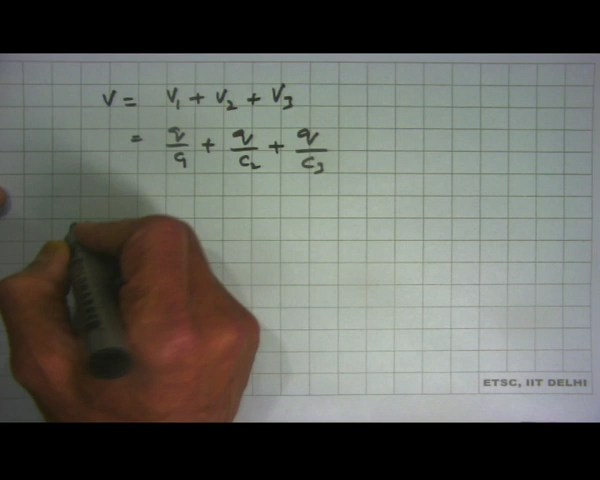 V = V₁ + V₂ + V₃
= q/C₁ + q/C₂ + q/C₃
ETSC, IIT DELHI